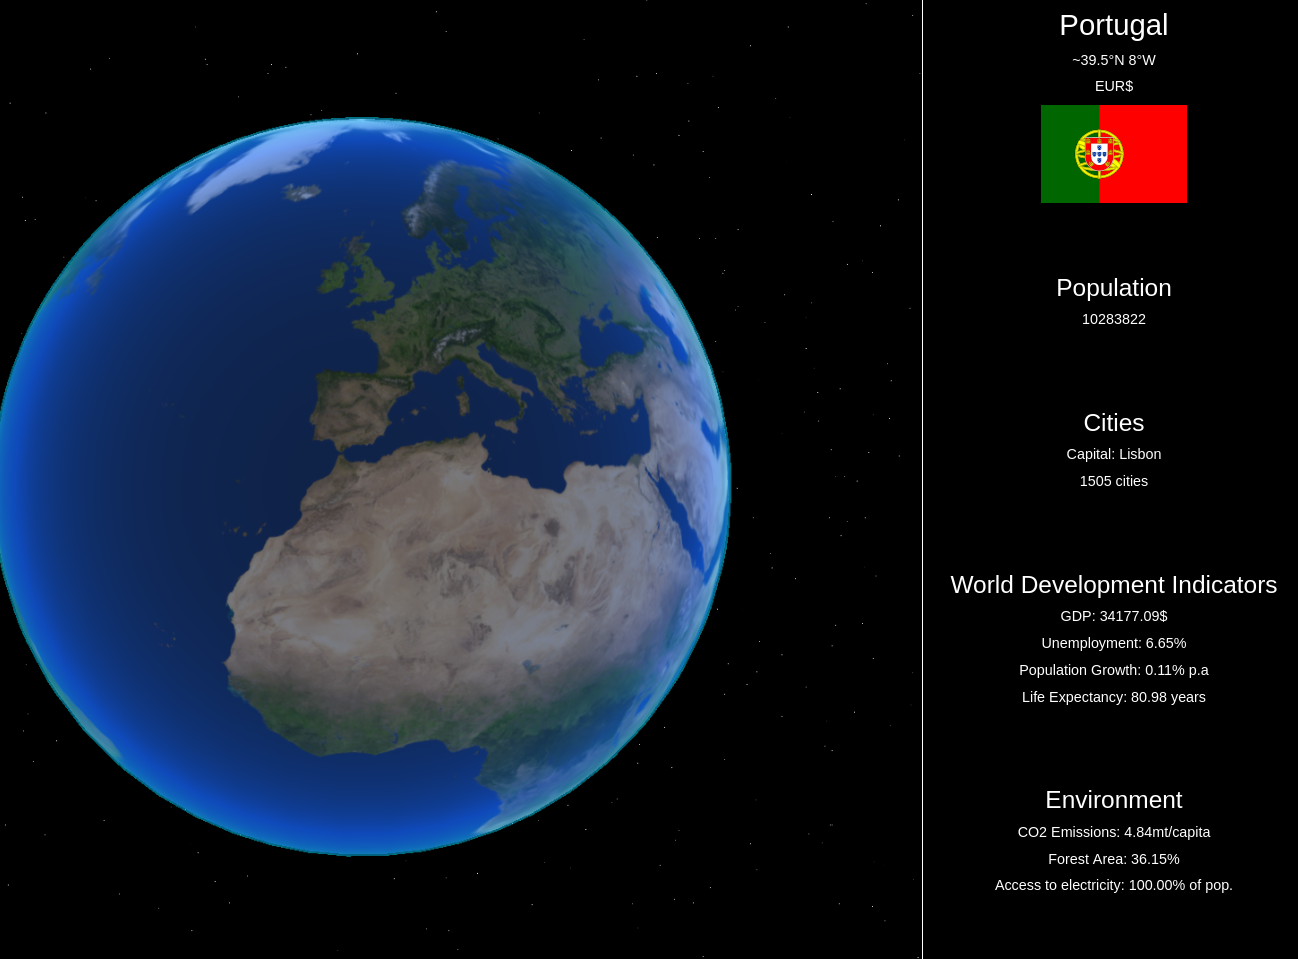 Portugal
~39.5°N 8°W
EUR$
Population
10283822
Cities
Capital: Lisbon
1505 cities
World Development Indicators
GDP: 34177.09$
Unemployment: 6.65%
Population Growth: 0.11% p.a
Life Expectancy: 80.98 years
Environment
CO2 Emissions: 4.84mt/capita
Forest Area: 36.15%
Access to electricity: 100.00% of pop.